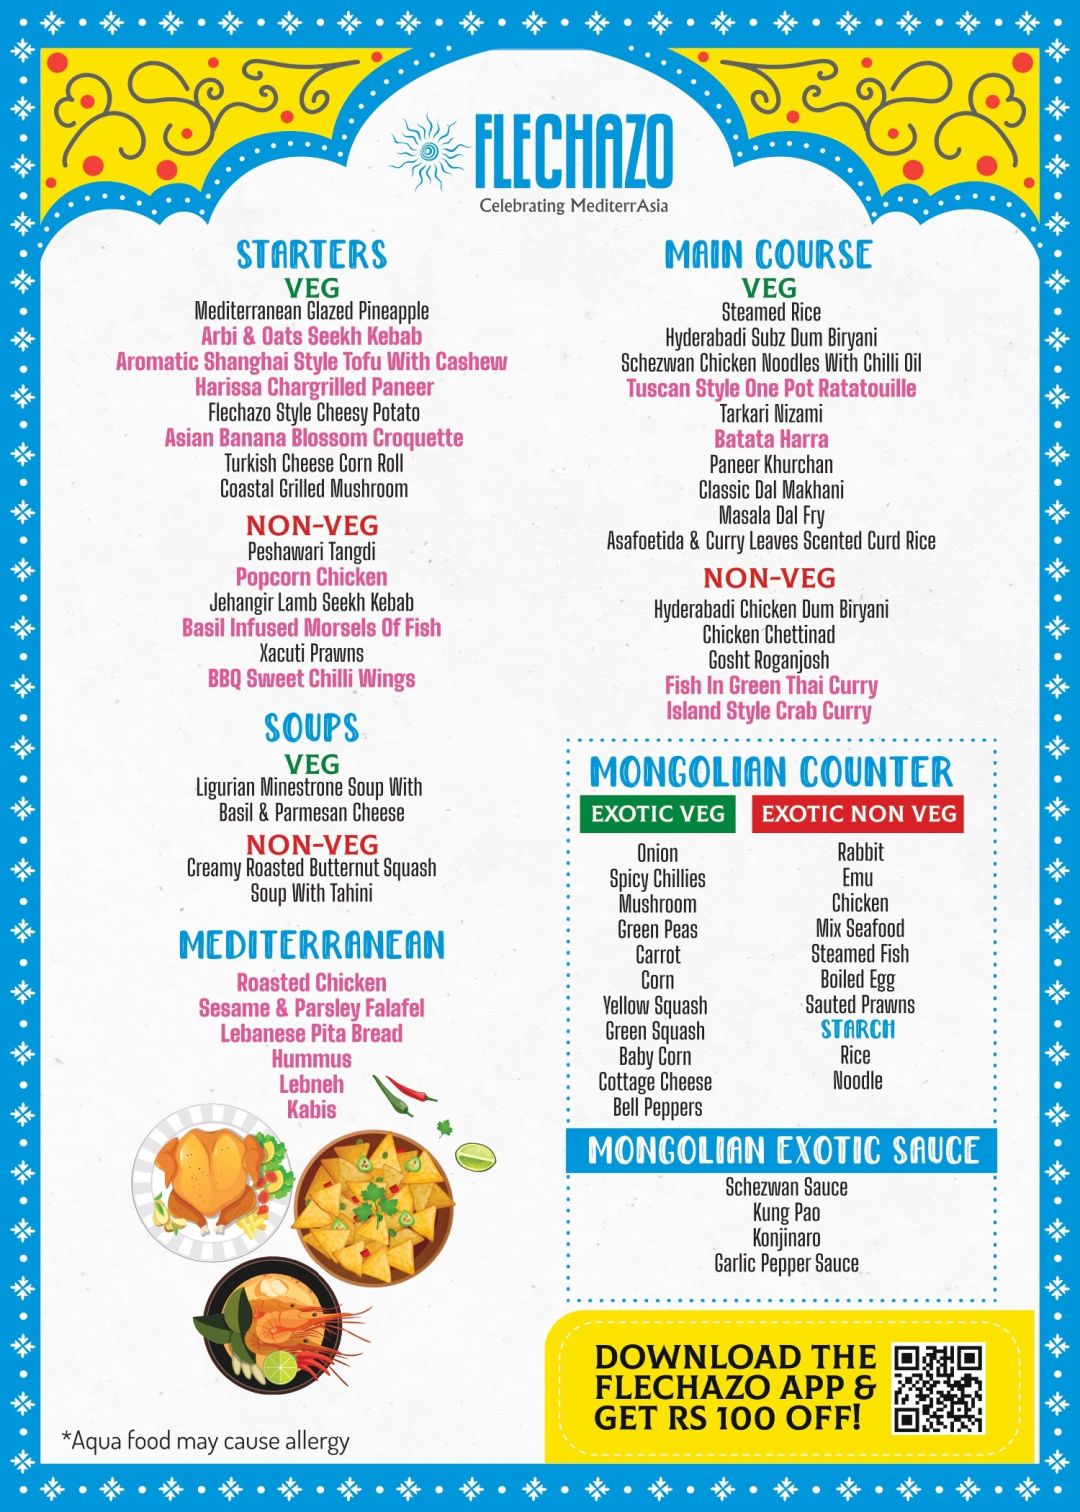 FLECHAZO
Celebrating MediterrAsia
STARTERS
VEG
Mediterranean Glazed Pineapple
Arbi & Oats Seekh Kebab
Aromatic Shanghai Style Tofu With Cashew
Harissa Chargrilled Paneer
Flechazo Style Cheesy Potato
Asian Banana Blossom Croquette
Turkish Cheese Corn Roll
Coastal Grilled Mushroom
NON-VEG
Peshawari Tangdi
Popcorn Chicken
Jehangir Lamb Seekh Kebab
Basil Infused Morsels Of Fish
Xacuti Prawns
BBQ Sweet Chilli Wings
SOUPS
VEG
Ligurian Minestrone Soup With
Basil & Parmesan Cheese
NON-VEG
Creamy Roasted Butternut Squash
Soup With Tahini
MEDITERRANEAN
Roasted Chicken
Sesame & Parsley Falafel
Lebanese Pita Bread
Hummus
Lebneh
Kabis
*Aqua food may cause allergy
MAIN COURSE
VEG
Steamed Rice
Hyderabadi Subz Dum Biryani
Schezwan Chicken Noodles With Chilli Oil
Tuscan Style One Pot Ratatouille
Tarkari Nizami
Batata Harra
Paneer Khurchan
Classic Dal Makhani
Masala Dal Fry
Asafoetida & Curry Leaves Scented Curd Rice
NON-VEG
Hyderabadi Chicken Dum Biryani
Chicken Chettinad
Gosht Roganjosh
Fish In Green Thai Curry
Island Style Crab Curry
MONGOLIAN COUNTER
EXOTIC VEG
Onion
Spicy Chillies
Mushroom
Green Peas
Carrot
Corn
Yellow Squash
Green Squash
Baby Corn
Cottage Cheese
Bell Peppers
EXOTIC NON VEG
Rabbit
Emu
Chicken
Mix Seafood
Steamed Fish
Boiled Egg
Sauted Prawns
STARCH
Rice
Noodle
MONGOLIAN EXOTIC SAUCE
Schezwan Sauce
Kung Pao
Konjinaro
Garlic Pepper Sauce
DOWNLOAD THE
FLECHAZO APP &
GET RS 100 OFF!